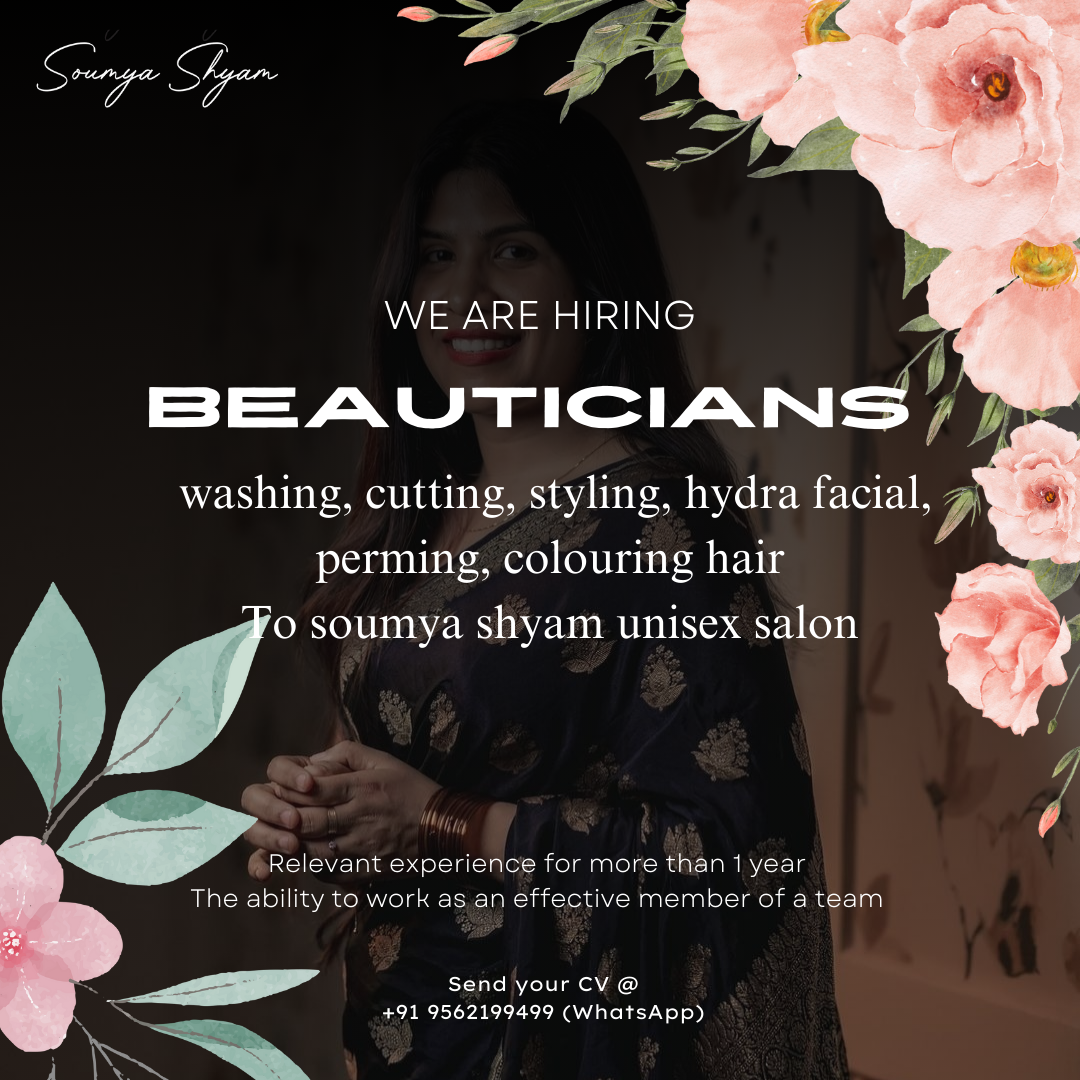 Soumya Shyam
WE ARE HIRING
BEAUTICIANS
washing, cutting, styling, hydra facial,
perming, colouring hair
To soumya shyam unisex salon
Relevant experience for more than 1 year
The ability to work as an effective member of a team
Send your CV @
+91 9562199499 (WhatsApp)